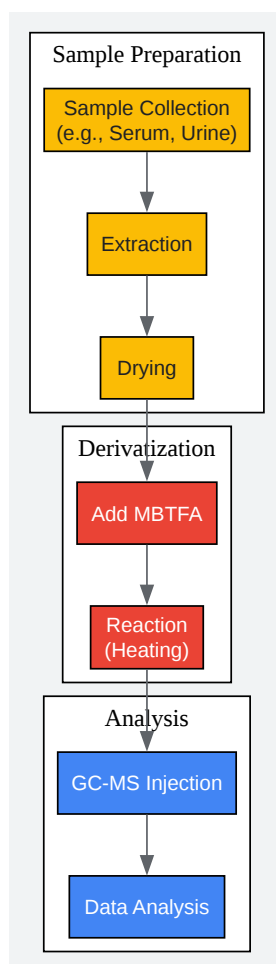 Sample Preparation
Sample Collection
(e.g., Serum, Urine)
Extraction
Drying
Derivatization
Add MBTFA
Reaction
(Heating)
Analysis
GC-MS Injection
Data Analysis